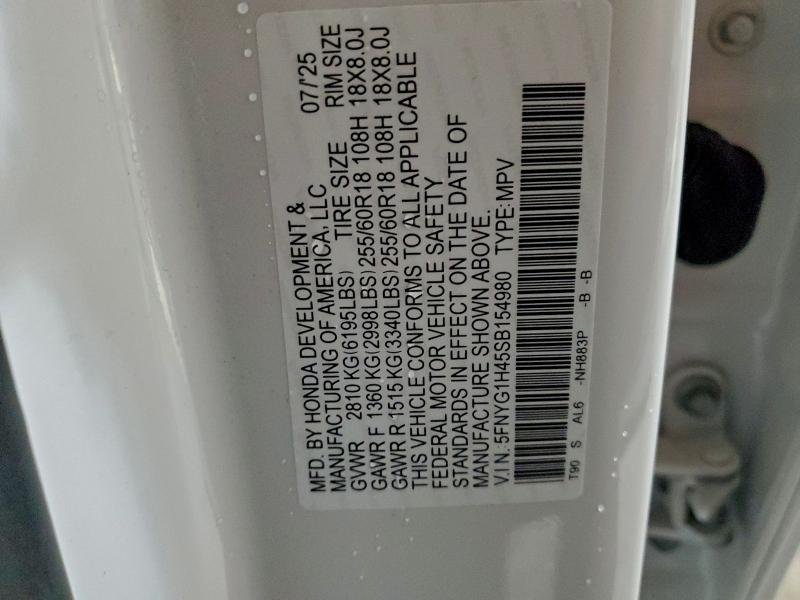 MFD. BY HONDA DEVELOPMENT &
MANUFACTURING OF AMERICA, LLC 07/'25
GVWR 2810 KG(6195LBS) TIRE SIZE RIM SIZE
GAWR F 1360 KG(2998LBS) 255/60R18 108H 18X8.0J
GAWR R 1515 KG(3340LBS) 255/60R18 108H 18X8.0J
THIS VEHICLE CONFORMS TO ALL APPLICABLE
FEDERAL MOTOR VEHICLE SAFETY
STANDARDS IN EFFECT ON THE DATE OF
MANUFACTURE SHOWN ABOVE.
V.I.N.: 5FNYG1H45SB154980 TYPE: MPV
T90 S AL6 -NH883P -B -B